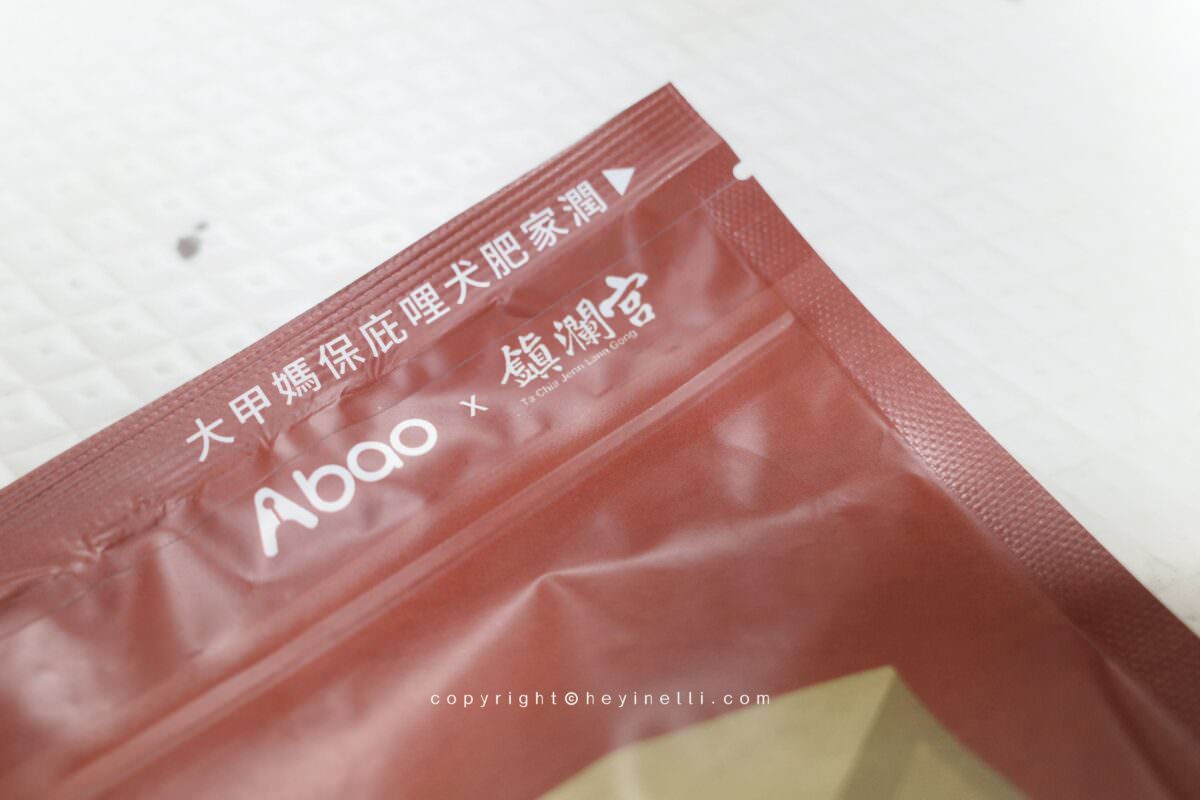 大甲媽保庇哩犬肥家潤▶
Abao x 鎮瀾宮
Ta Chia Jenn Lann Gong
copyright©heyinelli.com